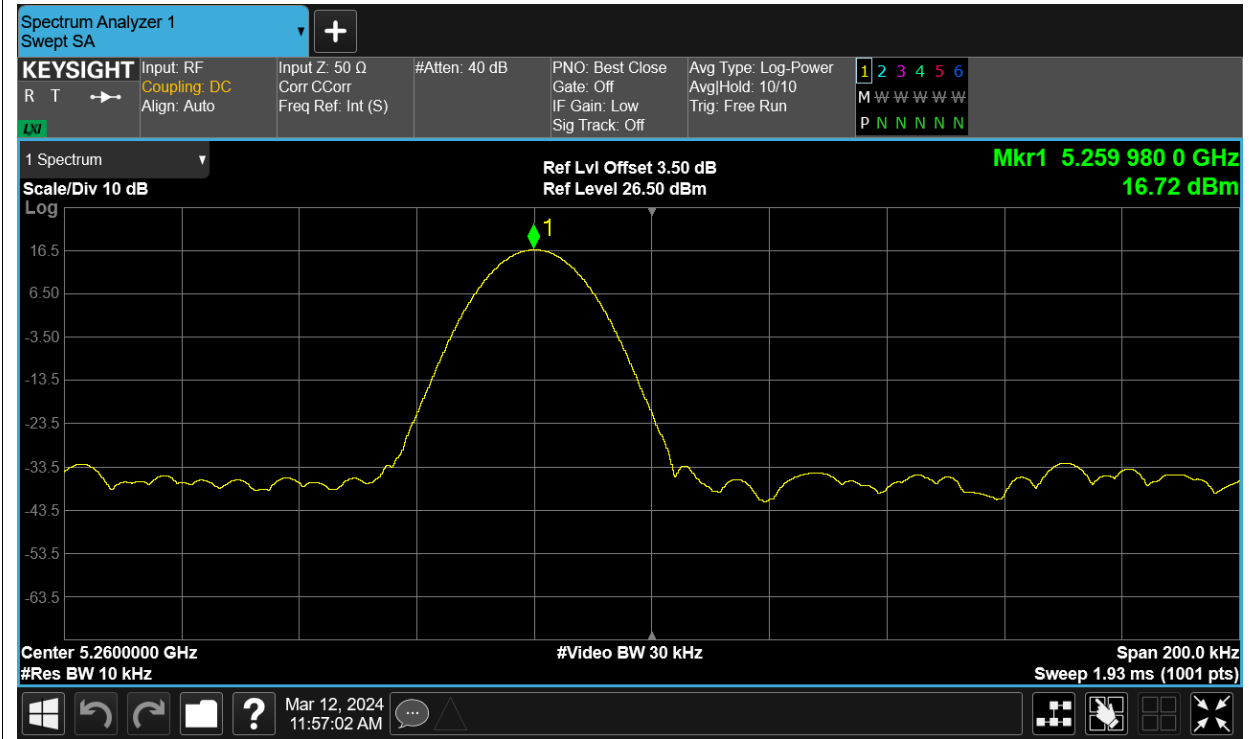 Spectrum Analyzer 1
Swept SA
KEYSIGHT
R T
LXI
Input: RF
Coupling: DC
Align: Auto
Input Z: 50 Ω
Corr CCorr
Freq Ref: Int (S)
#Atten: 40 dB
PNO: Best Close
Gate: Off
IF Gain: Low
Sig Track: Off
Avg Type: Log-Power
Avg|Hold: 10/10
Trig: Free Run
1 2 3 4 5 6
M W W W W W
P N N N N N
1 Spectrum
Scale/Div 10 dB
Log
Ref Lvl Offset 3.50 dB
Ref Level 26.50 dBm
Mkr1 5.259 980 0 GHz
16.72 dBm
1
16.5
6.50
-3.50
-13.5
-23.5
-33.5
-43.5
-53.5
-63.5
Center 5.2600000 GHz
#Res BW 10 kHz
#Video BW 30 kHz
Span 200.0 kHz
Sweep 1.93 ms (1001 pts)
?
Mar 12, 2024
11:57:02 AM